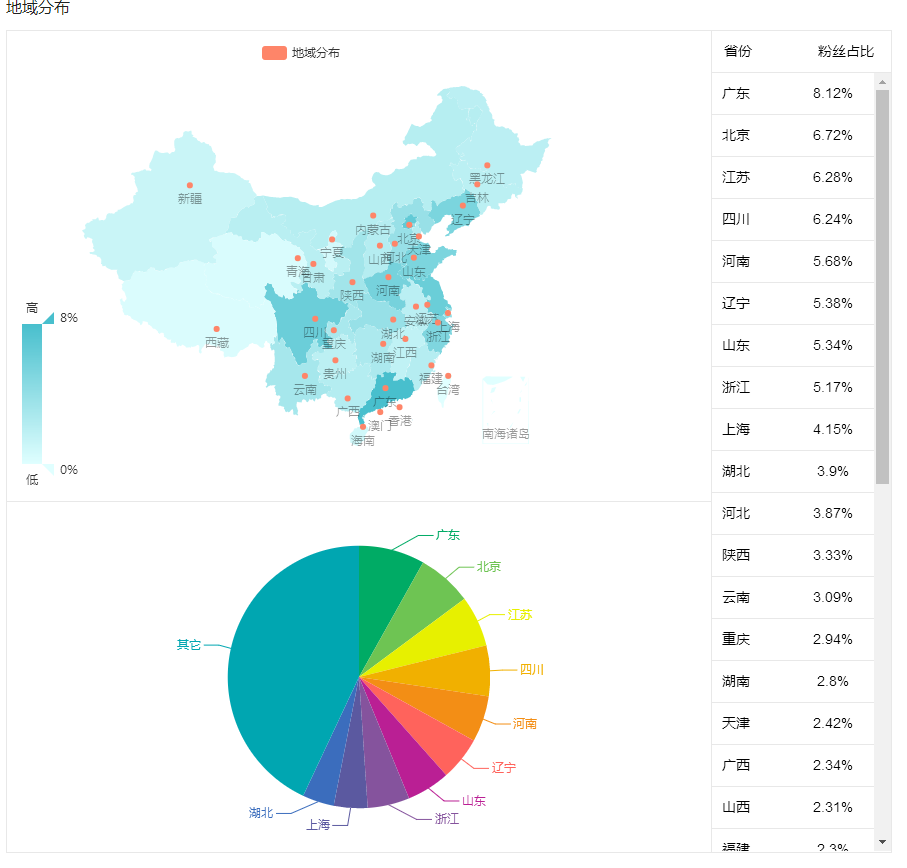 地域分布
地域分布
黑龙江
吉林
新疆
辽宁
内蒙古
北京
天津
宁夏
山西
河北
青海
甘肃
山东
陕西
河南
高
8%
安徽
江苏
上海
四川
重庆
湖北
浙江
西藏
湖南
江西
贵州
福建
云南
台湾
广西
广东
澳门
香港
海南
南海诸岛
0%
低
广东
北京
江苏
其它
四川
河南
辽宁
山东
湖北
浙江
上海
省份 粉丝占比
广东 8.12%
北京 6.72%
江苏 6.28%
四川 6.24%
河南 5.68%
辽宁 5.38%
山东 5.34%
浙江 5.17%
上海 4.15%
湖北 3.9%
河北 3.87%
陕西 3.33%
云南 3.09%
重庆 2.94%
湖南 2.8%
天津 2.42%
广西 2.34%
山西 2.31%
福建 2.3%